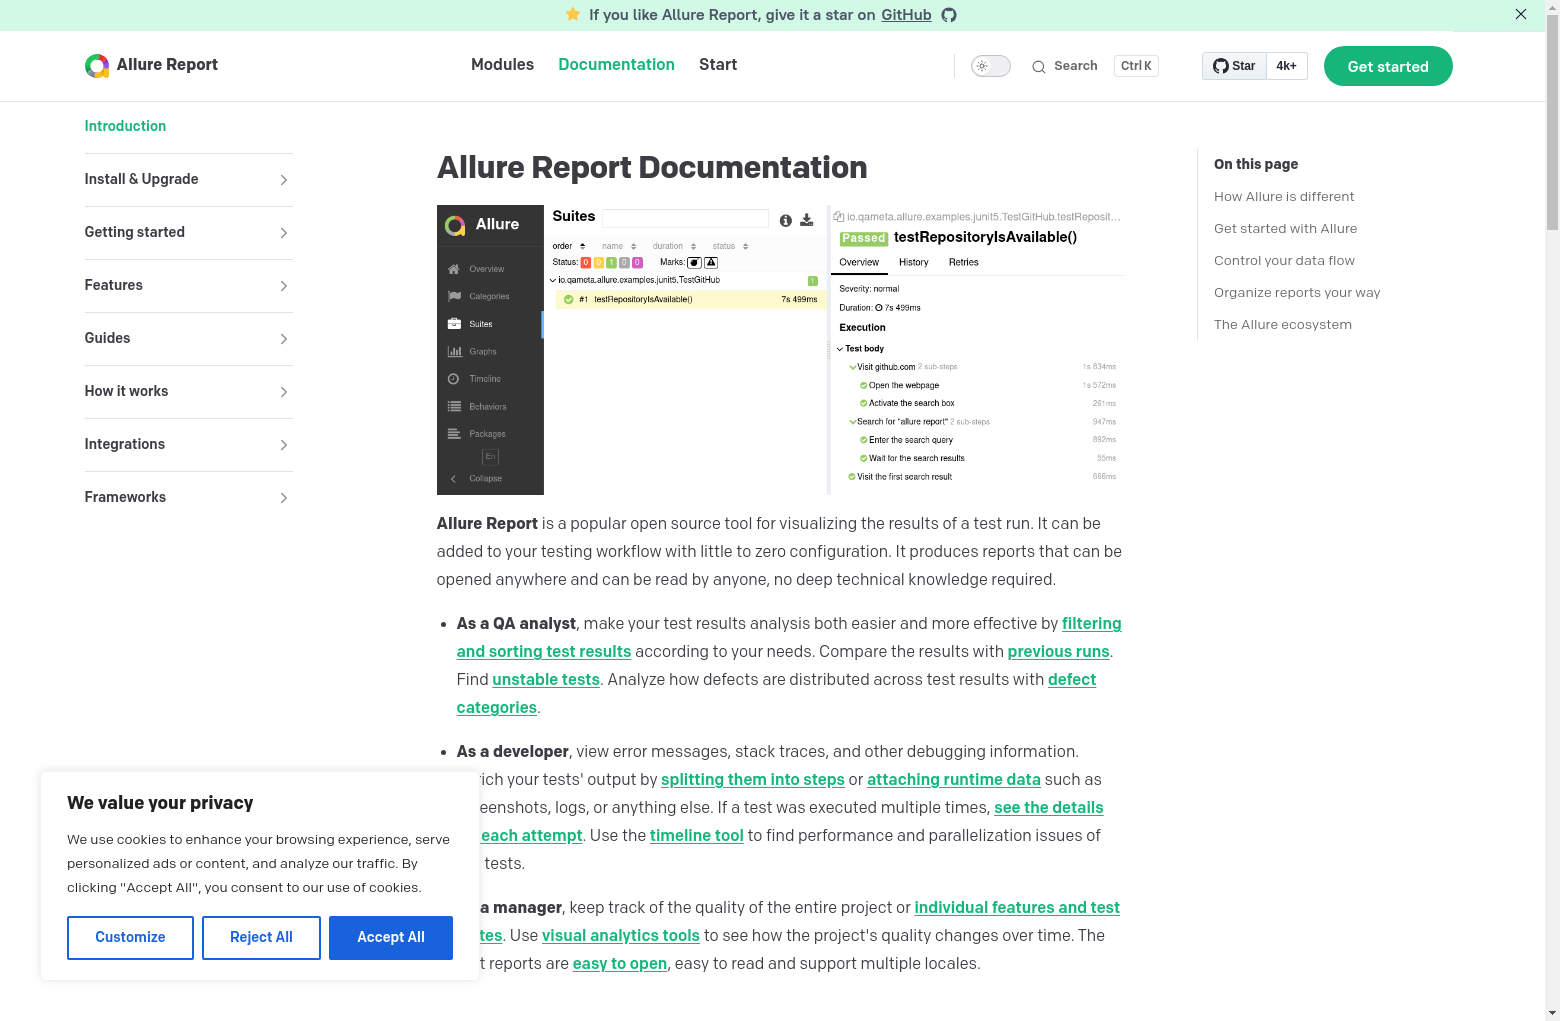 If you like Allure Report, give it a star on GitHub
Allure Report
Modules
Documentation
Start
Search
Ctrl K
Star
4k+
Get started
Introduction
Install & Upgrade
Getting started
Features
Guides
How it works
Integrations
Frameworks
Allure Report Documentation
Allure
Overview
Categories
Suites
Graphs
Timeline
Behaviors
Packages
En
Collapse
Suites
order name duration status
Status: 0 0 1 0 0 Marks:
io.qameta.allure.examples.junit5.TestGitHub 1
#1 testRepositoryIsAvailable() 7s 499ms
io.qameta.allure.examples.junit5.TestGitHub.testReposit...
Passed testRepositoryIsAvailable()
Overview History Retries
Severity: normal
Duration: 7s 499ms
Execution
Test body
Visit github.com 2 sub-steps 1s 834ms
Open the webpage 1s 572ms
Activate the search box 261ms
Search for "allure report" 2 sub-steps 947ms
Enter the search query 892ms
Wait for the search results 55ms
Visit the first search result 666ms
Allure Report is a popular open source tool for visualizing the results of a test run. It can be
added to your testing workflow with little to zero configuration. It produces reports that can be
opened anywhere and can be read by anyone, no deep technical knowledge required.
As a QA analyst, make your test results analysis both easier and more effective by filtering
and sorting test results according to your needs. Compare the results with previous runs.
Find unstable tests. Analyze how defects are distributed across test results with defect
categories.
As a developer, view error messages, stack traces, and other debugging information.
ich your tests' output by splitting them into steps or attaching runtime data such as
eenshots, logs, or anything else. If a test was executed multiple times, see the details
each attempt. Use the timeline tool to find performance and parallelization issues of
tests.
a manager, keep track of the quality of the entire project or individual features and test
tes. Use visual analytics tools to see how the project's quality changes over time. The
t reports are easy to open, easy to read and support multiple locales.
On this page
How Allure is different
Get started with Allure
Control your data flow
Organize reports your way
The Allure ecosystem
We value your privacy
We use cookies to enhance your browsing experience, serve
personalized ads or content, and analyze our traffic. By
clicking "Accept All", you consent to our use of cookies.
Customize
Reject All
Accept All